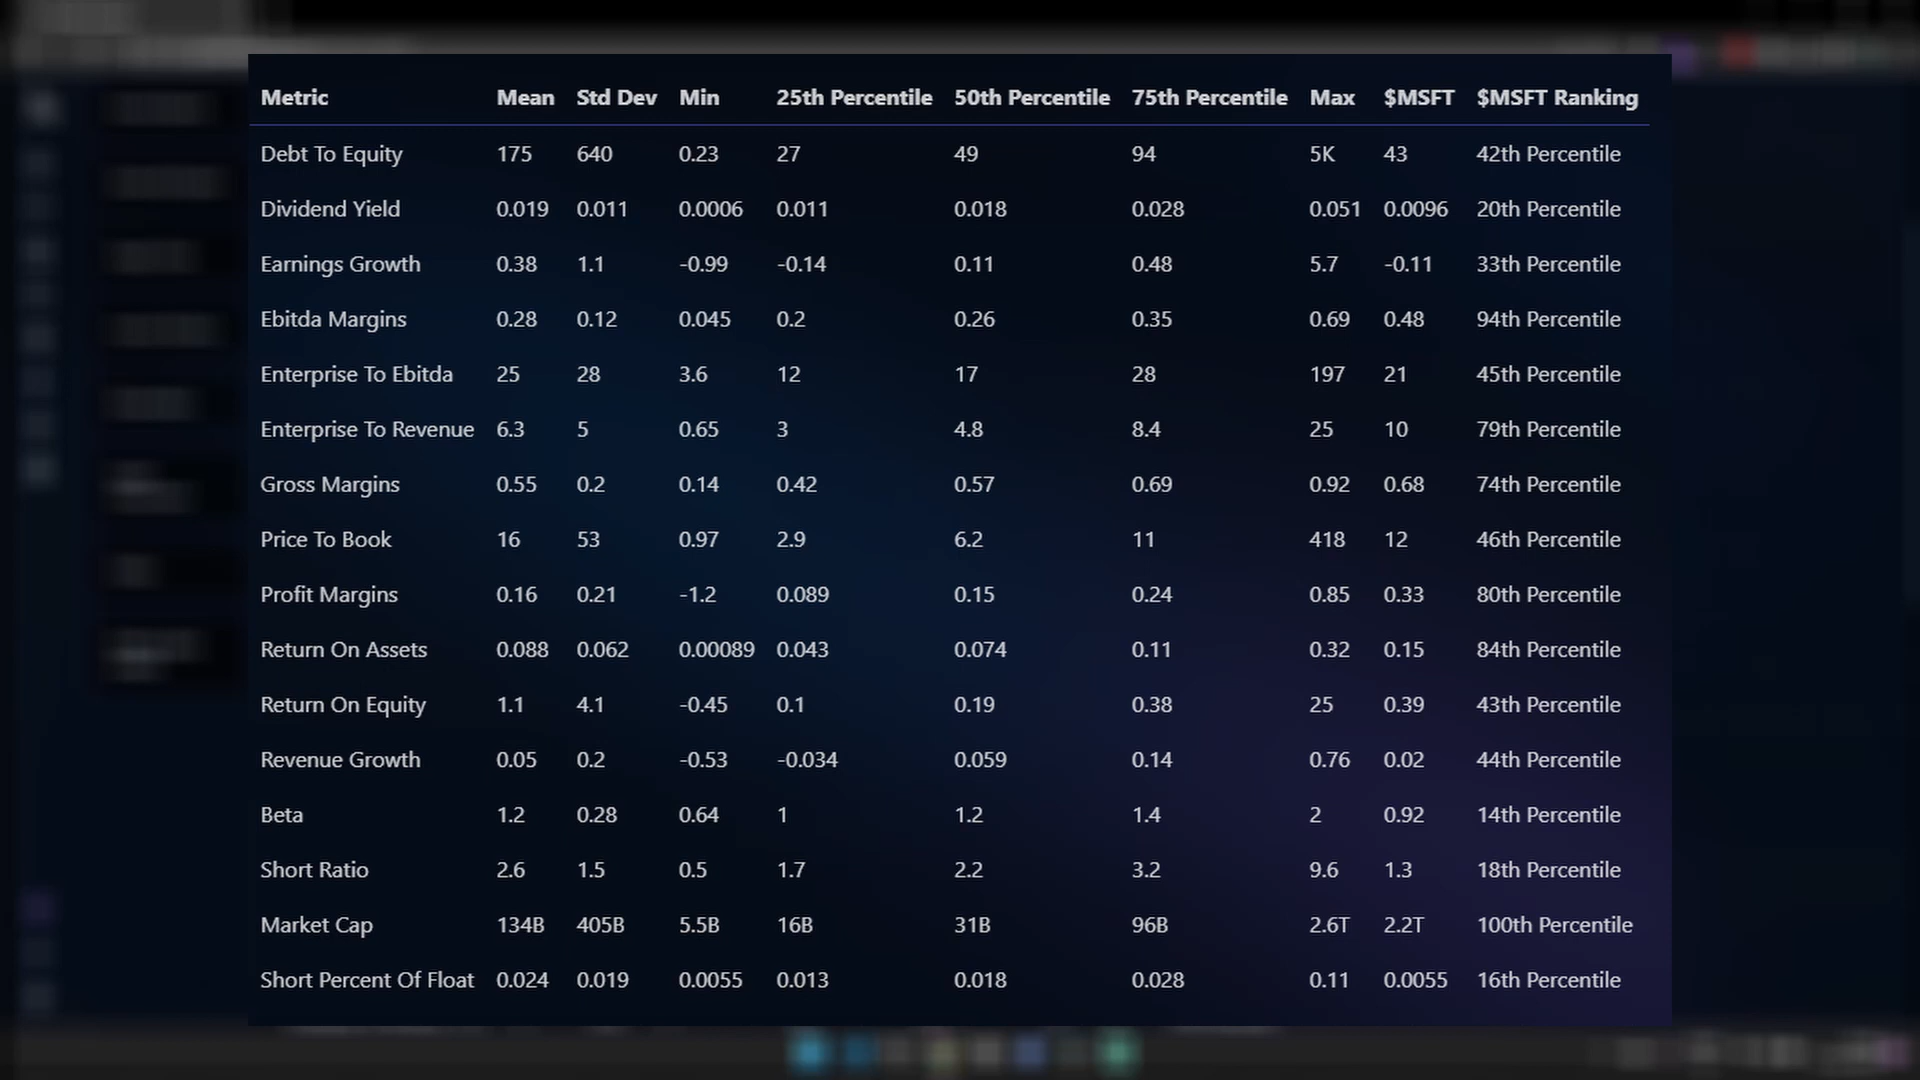 Metric Mean Std Dev Min 25th Percentile 50th Percentile 75th Percentile Max $MSFT $MSFT Ranking
Debt To Equity 175 640 0.23 27 49 94 5K 43 42th Percentile
Dividend Yield 0.019 0.011 0.0006 0.011 0.018 0.028 0.051 0.0096 20th Percentile
Earnings Growth 0.38 1.1 -0.99 -0.14 0.11 0.48 5.7 -0.11 33th Percentile
Ebitda Margins 0.28 0.12 0.045 0.2 0.26 0.35 0.69 0.48 94th Percentile
Enterprise To Ebitda 25 28 3.6 12 17 28 197 21 45th Percentile
Enterprise To Revenue 6.3 5 0.65 3 4.8 8.4 25 10 79th Percentile
Gross Margins 0.55 0.2 0.14 0.42 0.57 0.69 0.92 0.68 74th Percentile
Price To Book 16 53 0.97 2.9 6.2 11 418 12 46th Percentile
Profit Margins 0.16 0.21 -1.2 0.089 0.15 0.24 0.85 0.33 80th Percentile
Return On Assets 0.088 0.062 0.00089 0.043 0.074 0.11 0.32 0.15 84th Percentile
Return On Equity 1.1 4.1 -0.45 0.1 0.19 0.38 25 0.39 43th Percentile
Revenue Growth 0.05 0.2 -0.53 -0.034 0.059 0.14 0.76 0.02 44th Percentile
Beta 1.2 0.28 0.64 1 1.2 1.4 2 0.92 14th Percentile
Short Ratio 2.6 1.5 0.5 1.7 2.2 3.2 9.6 1.3 18th Percentile
Market Cap 134B 405B 5.5B 16B 31B 96B 2.6T 2.2T 100th Percentile
Short Percent Of Float 0.024 0.019 0.0055 0.013 0.018 0.028 0.11 0.0055 16th Percentile